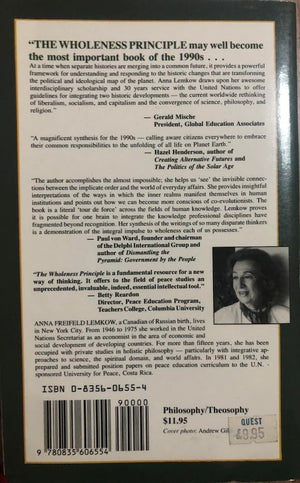 "THE WHOLENESS PRINCIPLE may well become
the most important book of the 1990s . . .
At a time when separate histories are merging into a common future, it provides a powerful
framework for understanding and responding to the historic changes that are transforming
the political and ideological map of the planet. Anna Lemkow draws upon her awesome
interdisciplinary scholarship and 30 years service with the United Nations to offer
guidelines for integrating two historic developments — the current worldwide rethinking
of liberalism, socialism, and capitalism and the convergence of science, philosophy, and
religion."
— Gerald Mische
President, Global Education Associates
"A magnificent synthesis for the 1990s — calling aware citizens everywhere to embrace
their common responsibilities to the unfolding of all life on Planet Earth."
— Hazel Henderson, author of
Creating Alternative Futures and
The Politics of the Solar Age
"The author accomplishes the almost impossible; she helps us 'see' the invisible con-
nections between the implicate order and the world of everyday affairs. She provides insightful
interpretations of the ways in which the inner realms manifest themselves in human
institutions and points out how we can become more conscious of co-evolutionists. The
book is a literal 'tour de force' across the fields of human knowledge. Lemkow proves
it is possible for one brain to integrate the knowledge professional disciplines have
fragmented beyond recognition. Her synthesis of the writings of so many disparate thinkers
is a demonstration of the integral impulse to wholeness each of us possesses."
— Paul von Ward, founder and chairman
of the Delphi International Group and
author of Dismantling the
Pyramid: Government by the People
"The Wholeness Principle is a fundamental resource for a new
way of thinking. It offers to the field of peace studies an
unprecedented, invaluable, indeed, essential intellectual tool."
— Betty Reardon
Director, Peace Education Program,
Teachers College, Columbia University
ANNA FREIFELD LEMKOW, a Canadian of Russian birth, lives
in New York City. From 1946 to 1975 she worked in the United
Nations Secretariat as an economist in the area of economic and
social development of developing countries. For more than fifteen years, she has been
occupied with private studies in holistic philosophy — particularly with integrative ap-
proaches to science, the spiritual domain, and world affairs. In 1981 and 1982, she
prepared and submitted position papers on peace education curriculum to the U.N. -
sponsored University for Peace, Costa Rica.
ISBN 0-8356-0655-4
90000
9 780835 606554
Philosophy/Theosophy
$11.95
Cover photo: Andrew
QUEST
£9.95